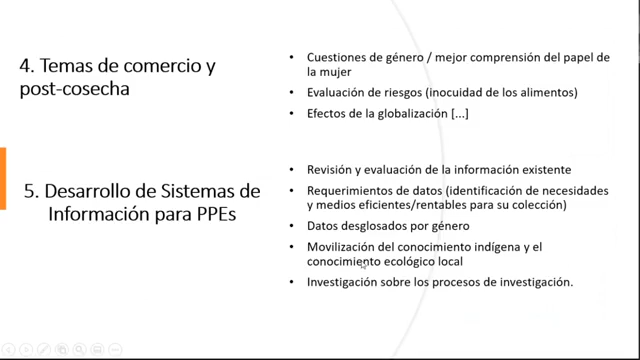 4. Temas de comercio y
post-cosecha
• Cuestiones de género / mejor comprensión del papel de
la mujer
• Evaluación de riesgos (inocuidad de los alimentos)
• Efectos de la globalización [...]
5. Desarrollo de Sistemas de
Información para PPEs
• Revisión y evaluación de la información existente
• Requerimientos de datos (identificación de necesidades
y medios eficientes/rentables para su colección)
• Datos desglosados por género
• Movilización del conocimiento indígena y el
conocimiento ecológico local
• Investigación sobre los procesos de investigación.